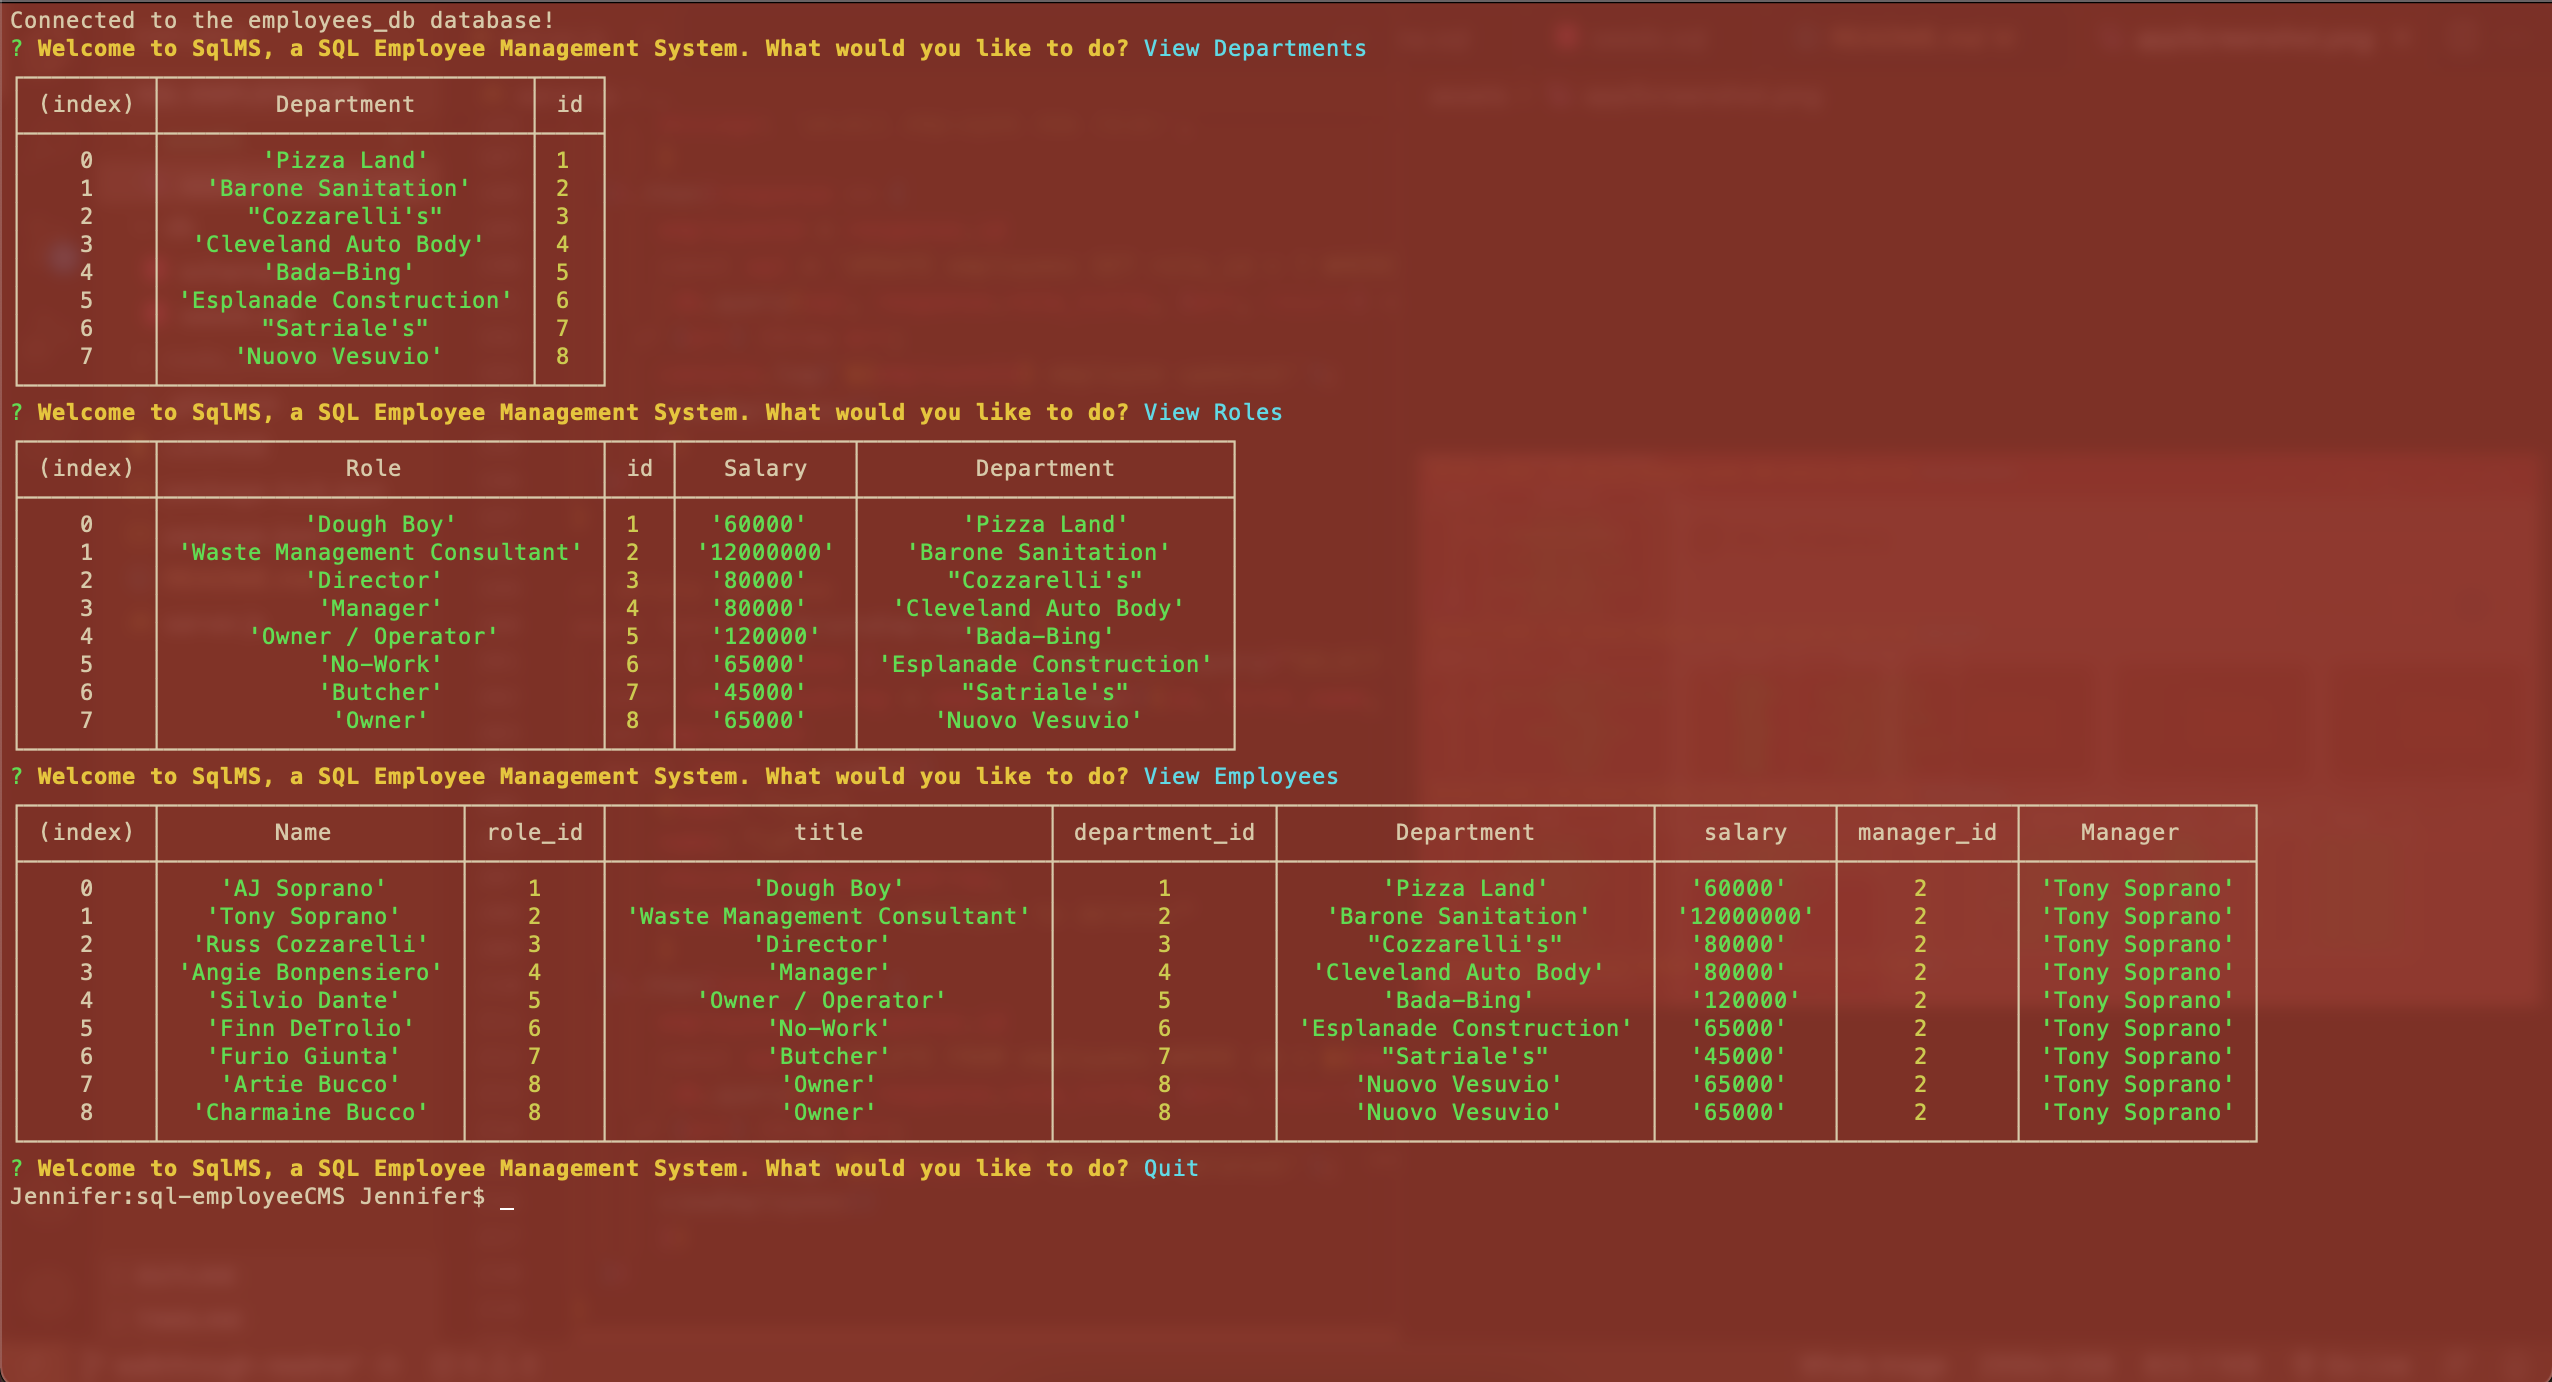 Connected to the employees_db database!
? Welcome to SqlMS, a SQL Employee Management System. What would you like to do? View Departments
(index) Department id
0 'Pizza Land' 1
1 'Barone Sanitation' 2
2 "Cozzarelli's" 3
3 'Cleveland Auto Body' 4
4 'Bada-Bing' 5
5 'Esplanade Construction' 6
6 "Satriale's" 7
7 'Nuovo Vesuvio' 8
? Welcome to SqlMS, a SQL Employee Management System. What would you like to do? View Roles
(index) Role id Salary Department
0 'Dough Boy' 1 '60000' 'Pizza Land'
1 'Waste Management Consultant' 2 '12000000' 'Barone Sanitation'
2 'Director' 3 '80000' "Cozzarelli's"
3 'Manager' 4 '80000' 'Cleveland Auto Body'
4 'Owner / Operator' 5 '120000' 'Bada-Bing'
5 'No-Work' 6 '65000' 'Esplanade Construction'
6 'Butcher' 7 '45000' "Satriale's"
7 'Owner' 8 '65000' 'Nuovo Vesuvio'
? Welcome to SqlMS, a SQL Employee Management System. What would you like to do? View Employees
(index) Name role_id title department_id Department salary manager_id Manager
0 'AJ Soprano' 1 'Dough Boy' 1 'Pizza Land' '60000' 2 'Tony Soprano'
1 'Tony Soprano' 2 'Waste Management Consultant' 2 'Barone Sanitation' '12000000' 2 'Tony Soprano'
2 'Russ Cozzarelli' 3 'Director' 3 "Cozzarelli's" '80000' 2 'Tony Soprano'
3 'Angie Bonpensiero' 4 'Manager' 4 'Cleveland Auto Body' '80000' 2 'Tony Soprano'
4 'Silvio Dante' 5 'Owner / Operator' 5 'Bada-Bing' '120000' 2 'Tony Soprano'
5 'Finn DeTrolio' 6 'No-Work' 6 'Esplanade Construction' '65000' 2 'Tony Soprano'
6 'Furio Giunta' 7 'Butcher' 7 "Satriale's" '45000' 2 'Tony Soprano'
7 'Artie Bucco' 8 'Owner' 8 'Nuovo Vesuvio' '65000' 2 'Tony Soprano'
8 'Charmaine Bucco' 8 'Owner' 8 'Nuovo Vesuvio' '65000' 2 'Tony Soprano'
? Welcome to SqlMS, a SQL Employee Management System. What would you like to do? Quit
Jennifer:sql-employeeCMS Jennifer$ _